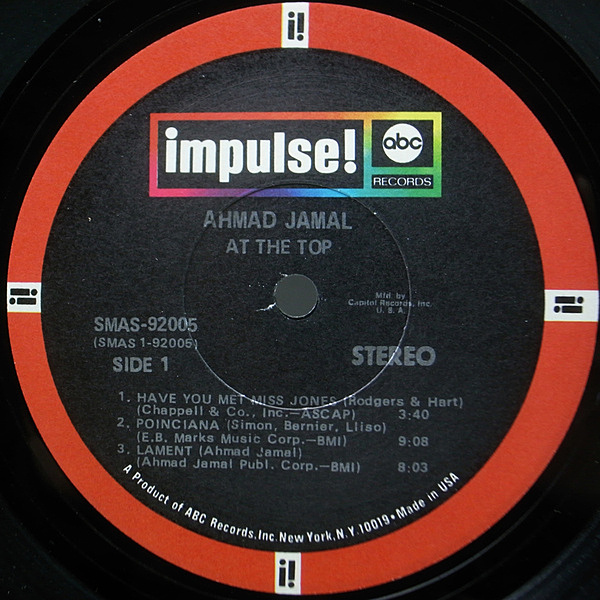 impulse!
abc
RECORDS
AHMAD JAMAL
AT THE TOP
Mfd. by
Capitol Records, Inc.
U. S. A.
SMAS-92005
(SMAS 1-92005)
SIDE 1
STEREO
1. HAVE YOU MET MISS JONES (Rodgers & Hart)
(Chappell & Co., Inc.—ASCAP) 3:40
2. POINCIANA (Simon, Bernier, Lliso)
(E.B. Marks Music Corp.—BMI) 9:08
3. LAMENT (Ahmad Jamal)
(Ahmad Jamal Publ. Corp.—BMI) 8:03
A Product of ABC Records, Inc. New York, N.Y. 10019 • Made in USA